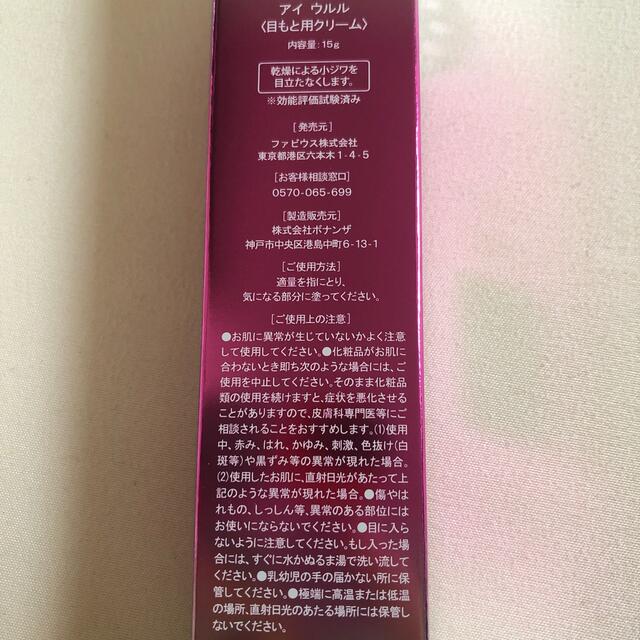 アイ ウルル
〈目もと用クリーム〉
内容量：15g
乾燥による小ジワを
目立たなくします。
※効能評価試験済み
［発売元］
ファビウス株式会社
東京都港区六本木1-4-5
［お客様相談窓口］
0570-065-699
［製造販売元］
株式会社ボナンザ
神戸市中央区港島中町6-13-1
［ご使用方法］
適量を指にとり、
気になる部分に塗ってください。
［ご使用上の注意］
●お肌に異常が生じていないかよく注意
して使用してください。●化粧品がお肌に
合わないとき即ち次のような場合には、ご
使用を中止してください。そのまま化粧品
類の使用を続けますと、症状を悪化させる
ことがありますので、皮膚科専門医等にご
相談されることをおすすめします。(1)使用
中、赤み、はれ、かゆみ、刺激、色抜け(白
斑等)や黒ずみ等の異常が現れた場合。
(2)使用したお肌に、直射日光があたって上
記のような異常が現れた場合。●傷やは
れもの、しっしん等、異常のある部位には
お使いにならないでください。●目に入ら
ないように注意してください。もし入った場
合には、すぐに水かぬるま湯で洗い流して
ください。●乳幼児の手の届かない所に保
管してください。●極端に高温または低温
の場所、直射日光のあたる場所には保管し
ないでください。